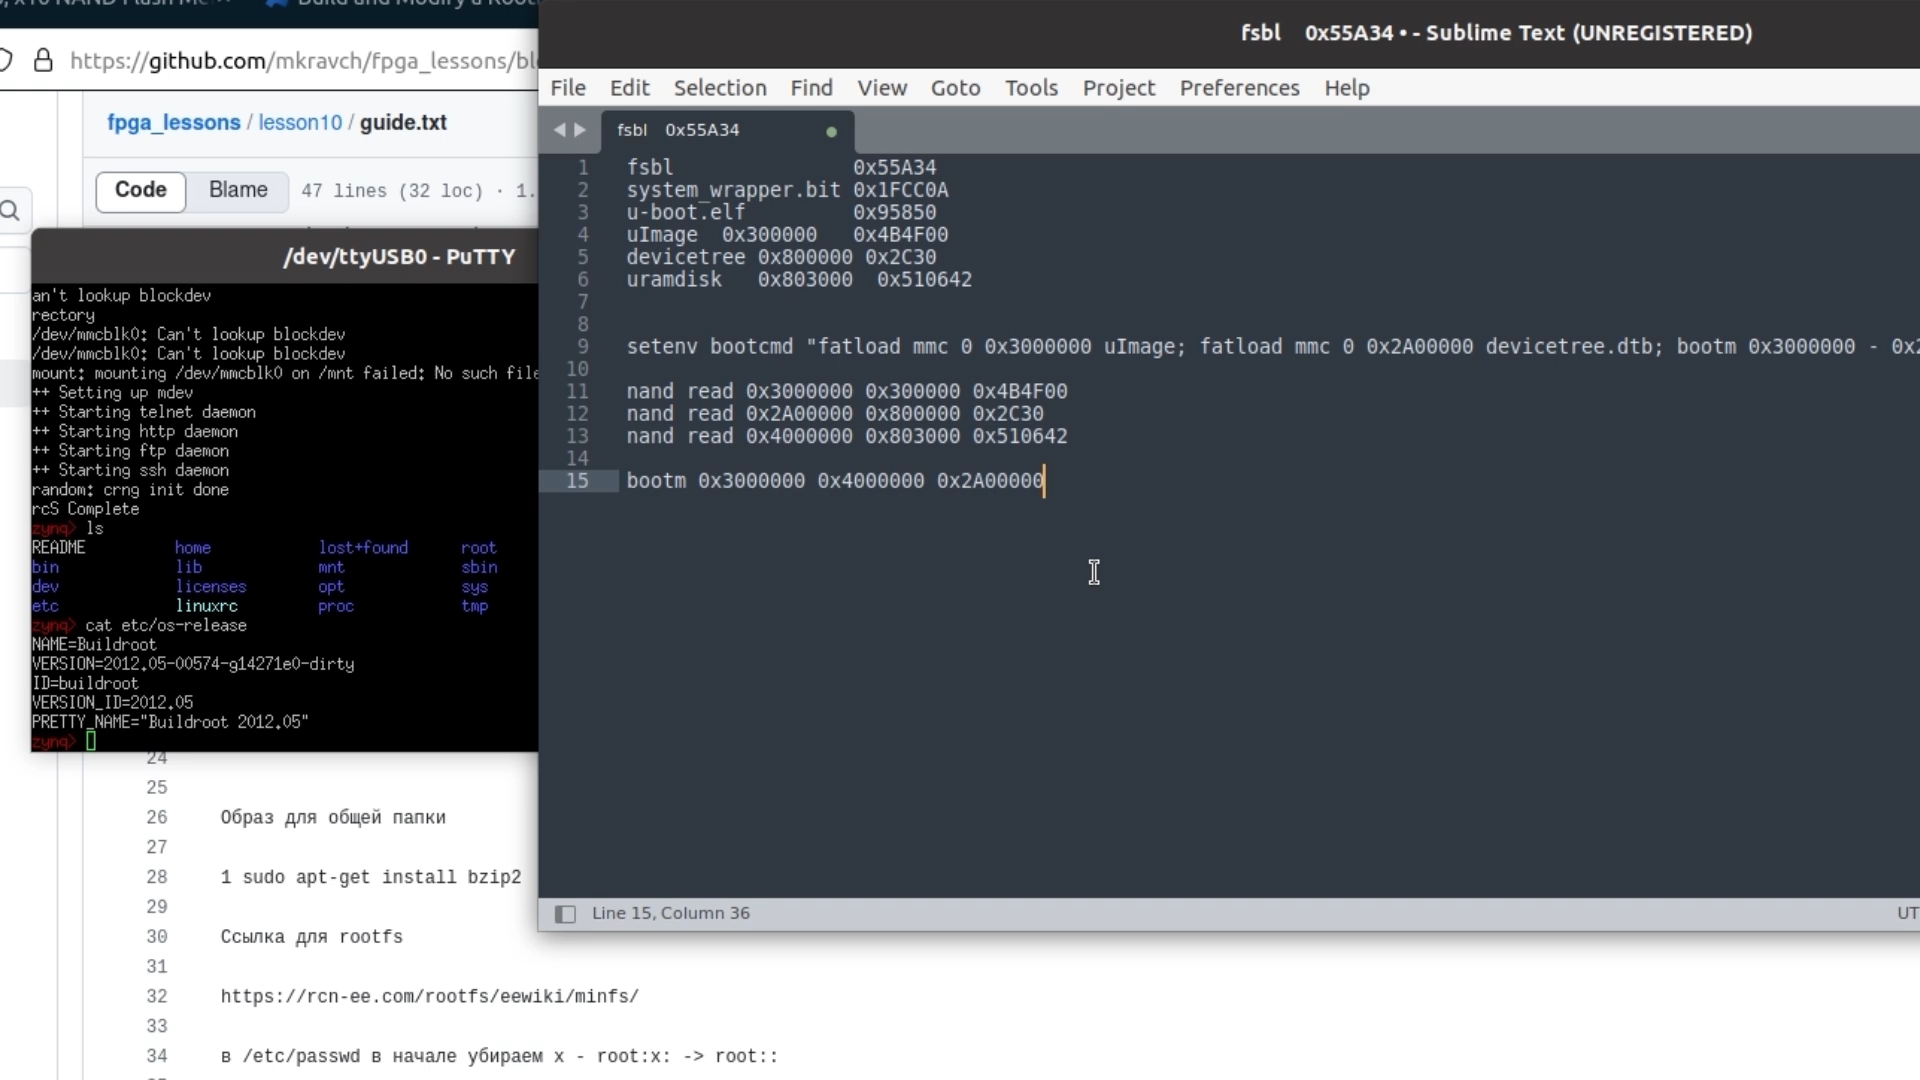 x16 NAND Flash Me
Build and Modify a Root
https://github.com/mkravch/fpga_lessons/bl
fpga_lessons / lesson10 / guide.txt
Code Blame 47 lines (32 loc) · 1.
/dev/ttyUSB0 - PuTTY
an't lookup blockdev
rectory
/dev/mmcblk0: Can't lookup blockdev
/dev/mmcblk0: Can't lookup blockdev
mount: mounting /dev/mmcblk0 on /mnt failed: No such file
++ Setting up mdev
++ Starting telnet daemon
++ Starting http daemon
++ Starting ftp daemon
++ Starting ssh daemon
random: crng init done
rcS Complete
zynq> ls
README home lost+found root
bin lib mnt sbin
dev licenses opt sys
etc linuxrc proc tmp
zynq> cat etc/os-release
NAME=Buildroot
VERSION=2012.05-00574-g14271e0-dirty
ID=buildroot
VERSION_ID=2012.05
PRETTY_NAME="Buildroot 2012.05"
zynq>
24
25
26 Образ для общей папки
27
28 1 sudo apt-get install bzip2
29
30 Ссылка для rootfs
31
32 https://rcn-ee.com/rootfs/eewiki/minfs/
33
34 в /etc/passwd в начале убираем x - root:x: -> root::
fsbl 0x55A34 • - Sublime Text (UNREGISTERED)
File Edit Selection Find View Goto Tools Project Preferences Help
fsbl 0x55A34
1 fsbl 0x55A34
2 system_wrapper.bit 0x1FCC0A
3 u-boot.elf 0x95850
4 uImage 0x300000 0x4B4F00
5 devicetree 0x800000 0x2C30
6 uramdisk 0x803000 0x510642
7
8
9 setenv bootcmd "fatload mmc 0 0x3000000 uImage; fatload mmc 0 0x2A00000 devicetree.dtb; bootm 0x3000000 - 0x2
10
11 nand read 0x3000000 0x300000 0x4B4F00
12 nand read 0x2A00000 0x800000 0x2C30
13 nand read 0x4000000 0x803000 0x510642
14
15 bootm 0x3000000 0x4000000 0x2A00000
Line 15, Column 36
UT